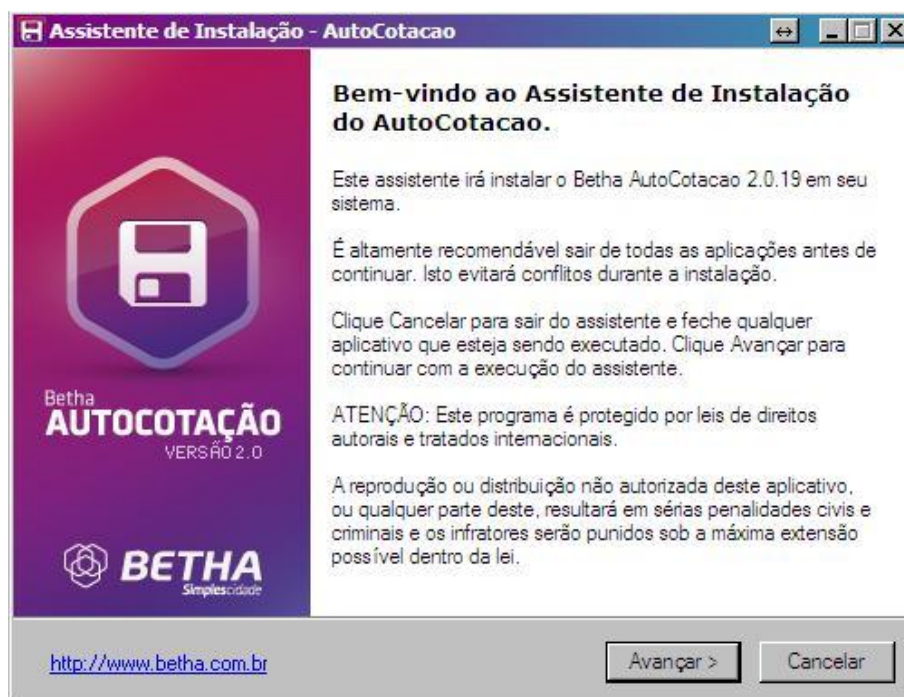 Assistente de Instalação - AutoCotacao
Bem-vindo ao Assistente de Instalação
do AutoCotacao.
Este assistente irá instalar o Betha AutoCotacao 2.0.19 em seu
sistema.
É altamente recomendável sair de todas as aplicações antes de
continuar. Isto evitará conflitos durante a instalação.
Clique Cancelar para sair do assistente e feche qualquer
aplicativo que esteja sendo executado. Clique Avançar para
continuar com a execução do assistente.
ATENÇÃO: Este programa é protegido por leis de direitos
autorais e tratados internacionais.
A reprodução ou distribuição não autorizada deste aplicativo,
ou qualquer parte deste, resultará em sérias penalidades civis e
criminais e os infratores serão punidos sob a máxima extensão
possível dentro da lei.
Betha
AUTOCOTAÇÃO
VERSÃO 2.0
BETHA
Simplescidade
http://www.betha.com.br
Avançar >
Cancelar